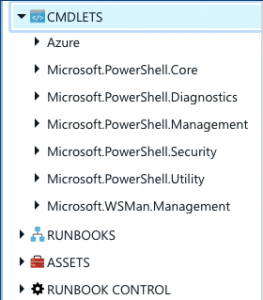 CMDLETS
Azure
Microsoft.PowerShell.Core
Microsoft.PowerShell.Diagnostics
Microsoft.PowerShell.Management
Microsoft.PowerShell.Security
Microsoft.PowerShell.Utility
Microsoft.WSMan.Management
RUNBOOKS
ASSETS
RUNBOOK CONTROL